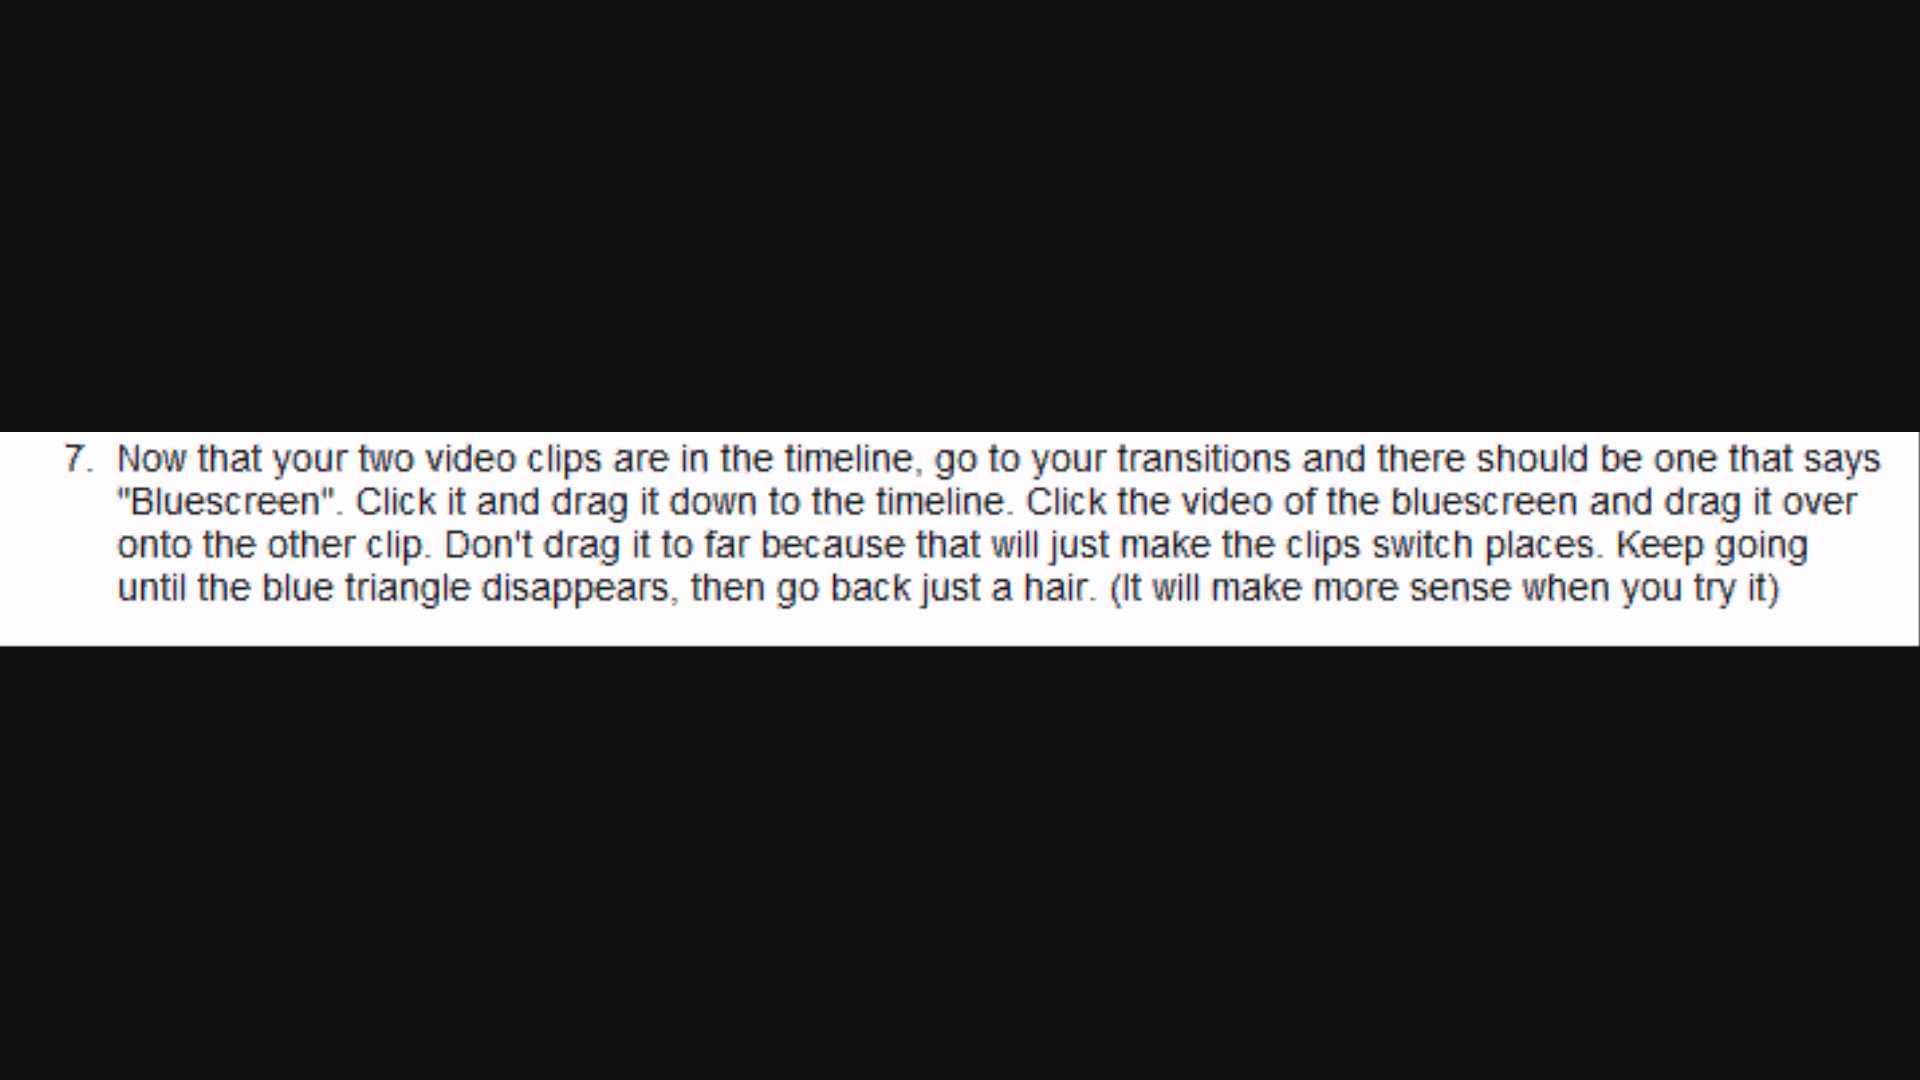 7. Now that your two video clips are in the timeline, go to your transitions and there should be one that says
"Bluescreen". Click it and drag it down to the timeline. Click the video of the bluescreen and drag it over
onto the other clip. Don't drag it to far because that will just make the clips switch places. Keep going
until the blue triangle disappears, then go back just a hair. (It will make more sense when you try it)